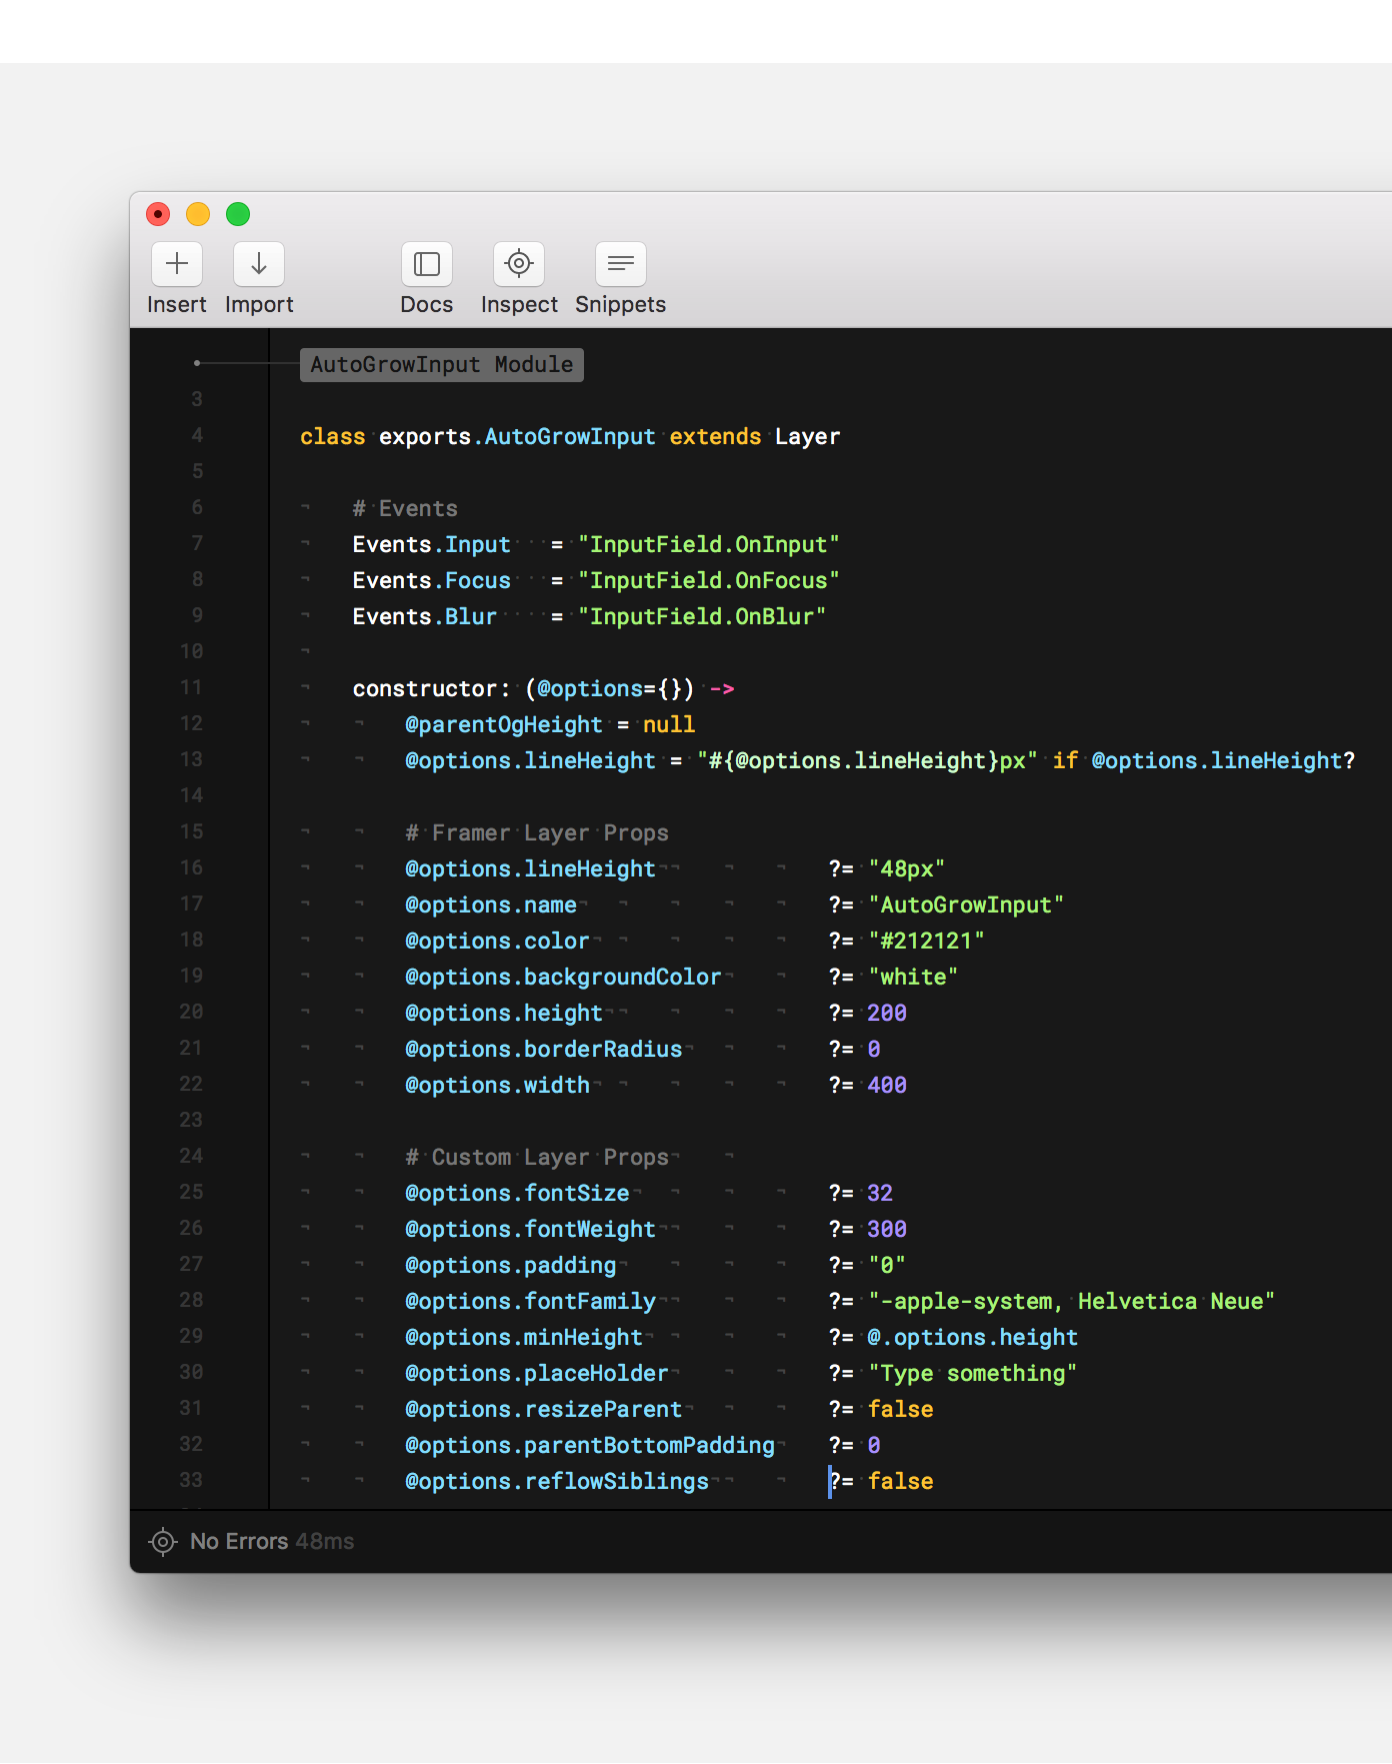 Insert Import Docs Inspect Snippets
AutoGrowInput Module
3
4 class exports.AutoGrowInput extends Layer
5
6 # Events
7 Events.Input = "InputField.OnInput"
8 Events.Focus = "InputField.OnFocus"
9 Events.Blur = "InputField.OnBlur"
10
11 constructor: (@options={}) ->
12 @parentOgHeight = null
13 @options.lineHeight = "#{@options.lineHeight}px" if @options.lineHeight?
14
15 # Framer Layer Props
16 @options.lineHeight ?= "48px"
17 @options.name ?= "AutoGrowInput"
18 @options.color ?= "#212121"
19 @options.backgroundColor ?= "white"
20 @options.height ?= 200
21 @options.borderRadius ?= 0
22 @options.width ?= 400
23
24 # Custom Layer Props
25 @options.fontSize ?= 32
26 @options.fontWeight ?= 300
27 @options.padding ?= "0"
28 @options.fontFamily ?= "-apple-system, Helvetica Neue"
29 @options.minHeight ?= @.options.height
30 @options.placeHolder ?= "Type something"
31 @options.resizeParent ?= false
32 @options.parentBottomPadding ?= 0
33 @options.reflowSiblings ?= false
No Errors 48ms